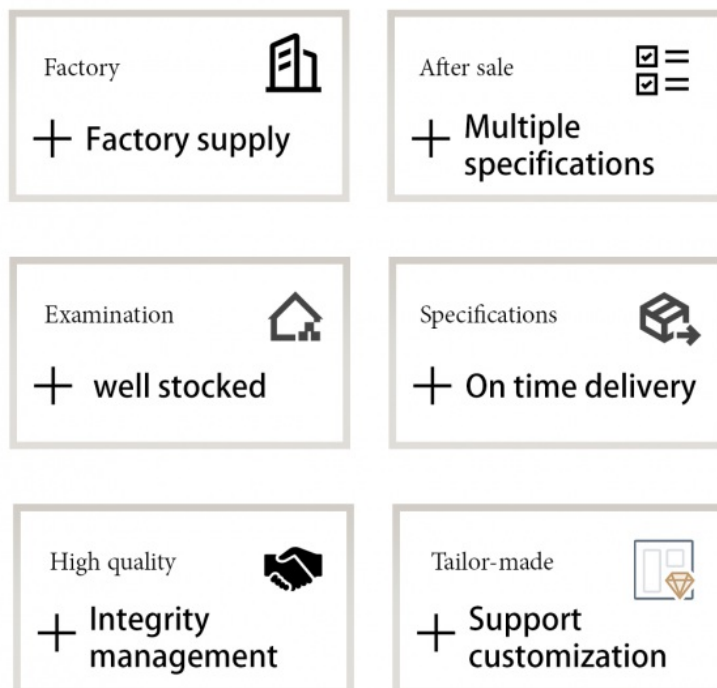 Factory
Factory supply
After sale
Multiple
specifications
Examination
well stocked
Specifications
On time delivery
High quality
Integrity
management
Tailor-made
Support
customization